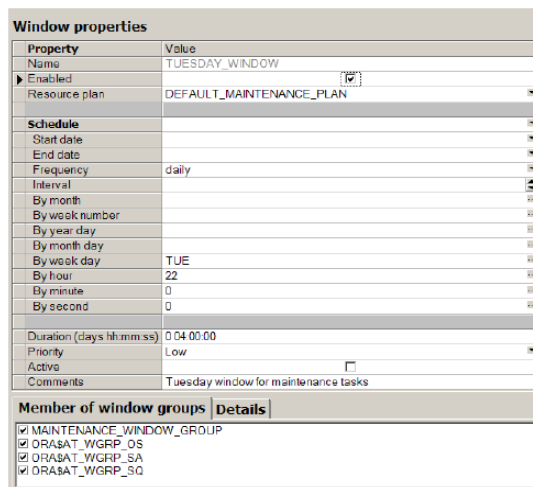 Window properties
Property Value
Name TUESDAY_WINDOW
Enabled
Resource plan DEFAULT_MAINTENANCE_PLAN
Schedule
Start date
End date
Frequency daily
Interval
By month
By week number
By year day
By month day
By week day TUE
By hour 22
By minute 0
By second 0
Duration (days hh:mm:ss) 0 04:00:00
Priority Low
Active
Comments Tuesday window for maintenance tasks
Member of window groups Details
MAINTENANCE_WINDOW_GROUP
ORA$AT_WGRP_OS
ORA$AT_WGRP_SA
ORA$AT_WGRP_SQ